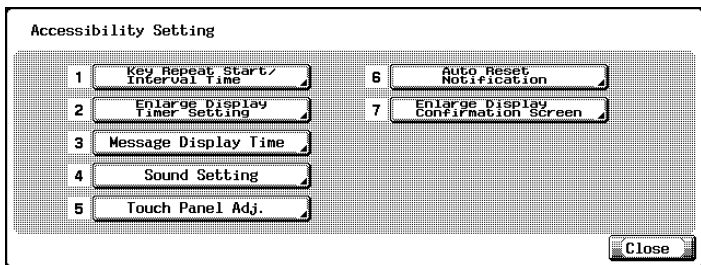 Accessibility Setting
1 Key Repeat Start/
Interval Time
2 Enlarge Display
Timer Setting
3 Message Display Time
4 Sound Setting
5 Touch Panel Adj.
6 Auto Reset
Notification
7 Enlarge Display
Confirmation Screen
Close